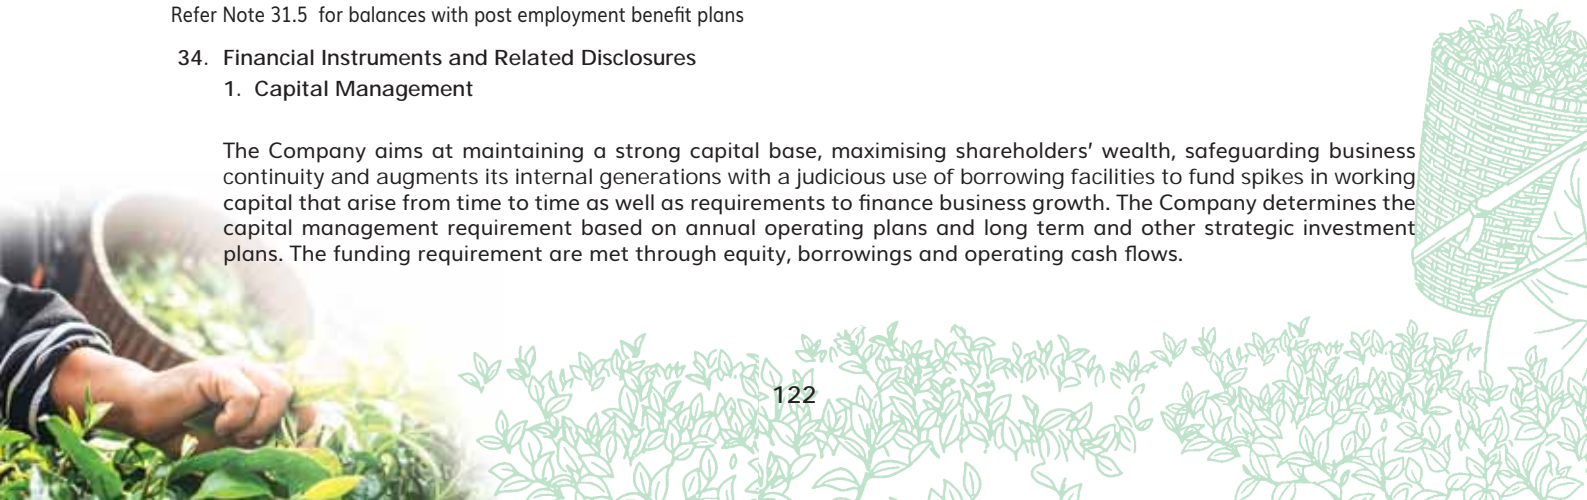 Refer Note 31.5 for balances with post employment benefit plans
34. Financial Instruments and Related Disclosures
1. Capital Management
The Company aims at maintaining a strong capital base, maximising shareholders’ wealth, safeguarding business
continuity and augments its internal generations with a judicious use of borrowing facilities to fund spikes in working
capital that arise from time to time as well as requirements to finance business growth. The Company determines the
capital management requirement based on annual operating plans and long term and other strategic investment
plans. The funding requirement are met through equity, borrowings and operating cash flows.
122